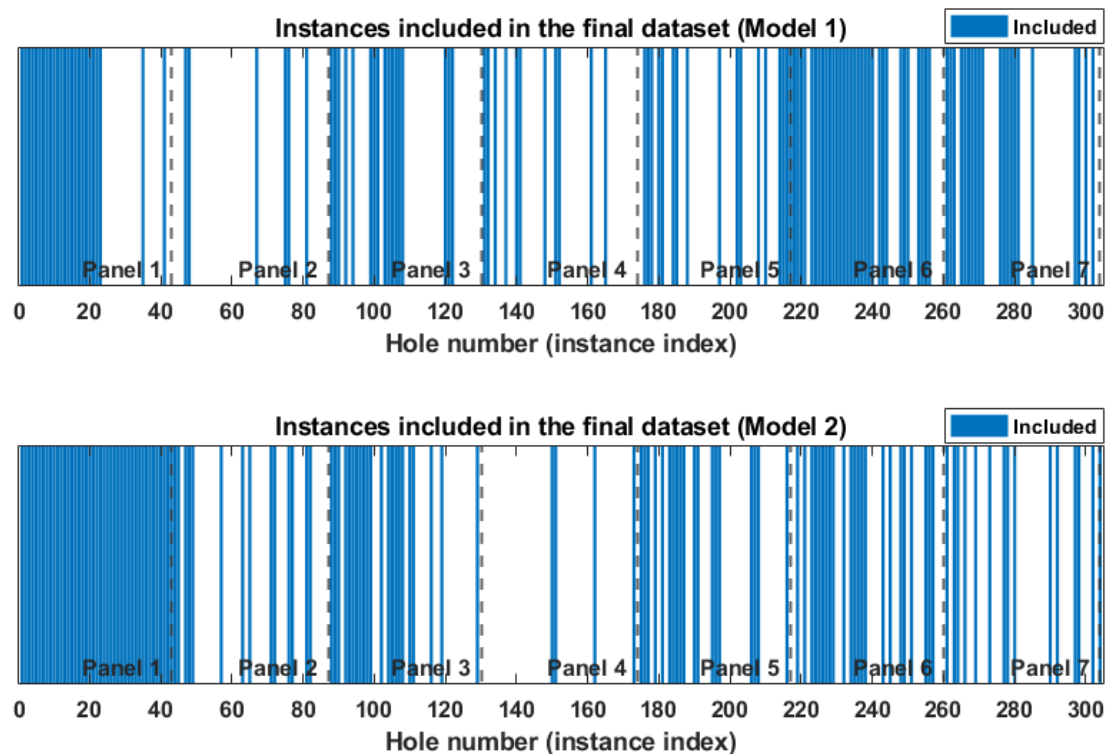 Instances included in the final dataset (Model 1)
Included
Panel 1 Panel 2 Panel 3 Panel 4 Panel 5 Panel 6 Panel 7
0 20 40 60 80 100 120 140 160 180 200 220 240 260 280 300
Hole number (instance index)
Instances included in the final dataset (Model 2)
Included
Panel 1 Panel 2 Panel 3 Panel 4 Panel 5 Panel 6 Panel 7
0 20 40 60 80 100 120 140 160 180 200 220 240 260 280 300
Hole number (instance index)